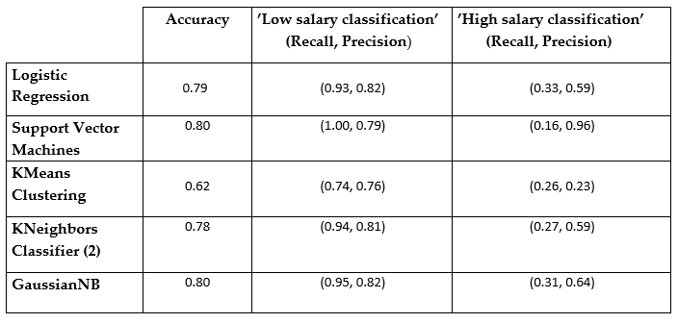 Accuracy 'Low salary classification' 'High salary classification'
(Recall, Precision) (Recall, Precision)
Logistic
Regression 0.79 (0.93, 0.82) (0.33, 0.59)
Support Vector 0.80 (1.00, 0.79) (0.16, 0.96)
Machines
KMeans
Clustering 0.62 (0.74, 0.76) (0.26, 0.23)
KNeighbors 0.78 (0.94, 0.81) (0.27, 0.59)
Classifier (2)
GaussianNB 0.80 (0.95, 0.82) (0.31, 0.64)